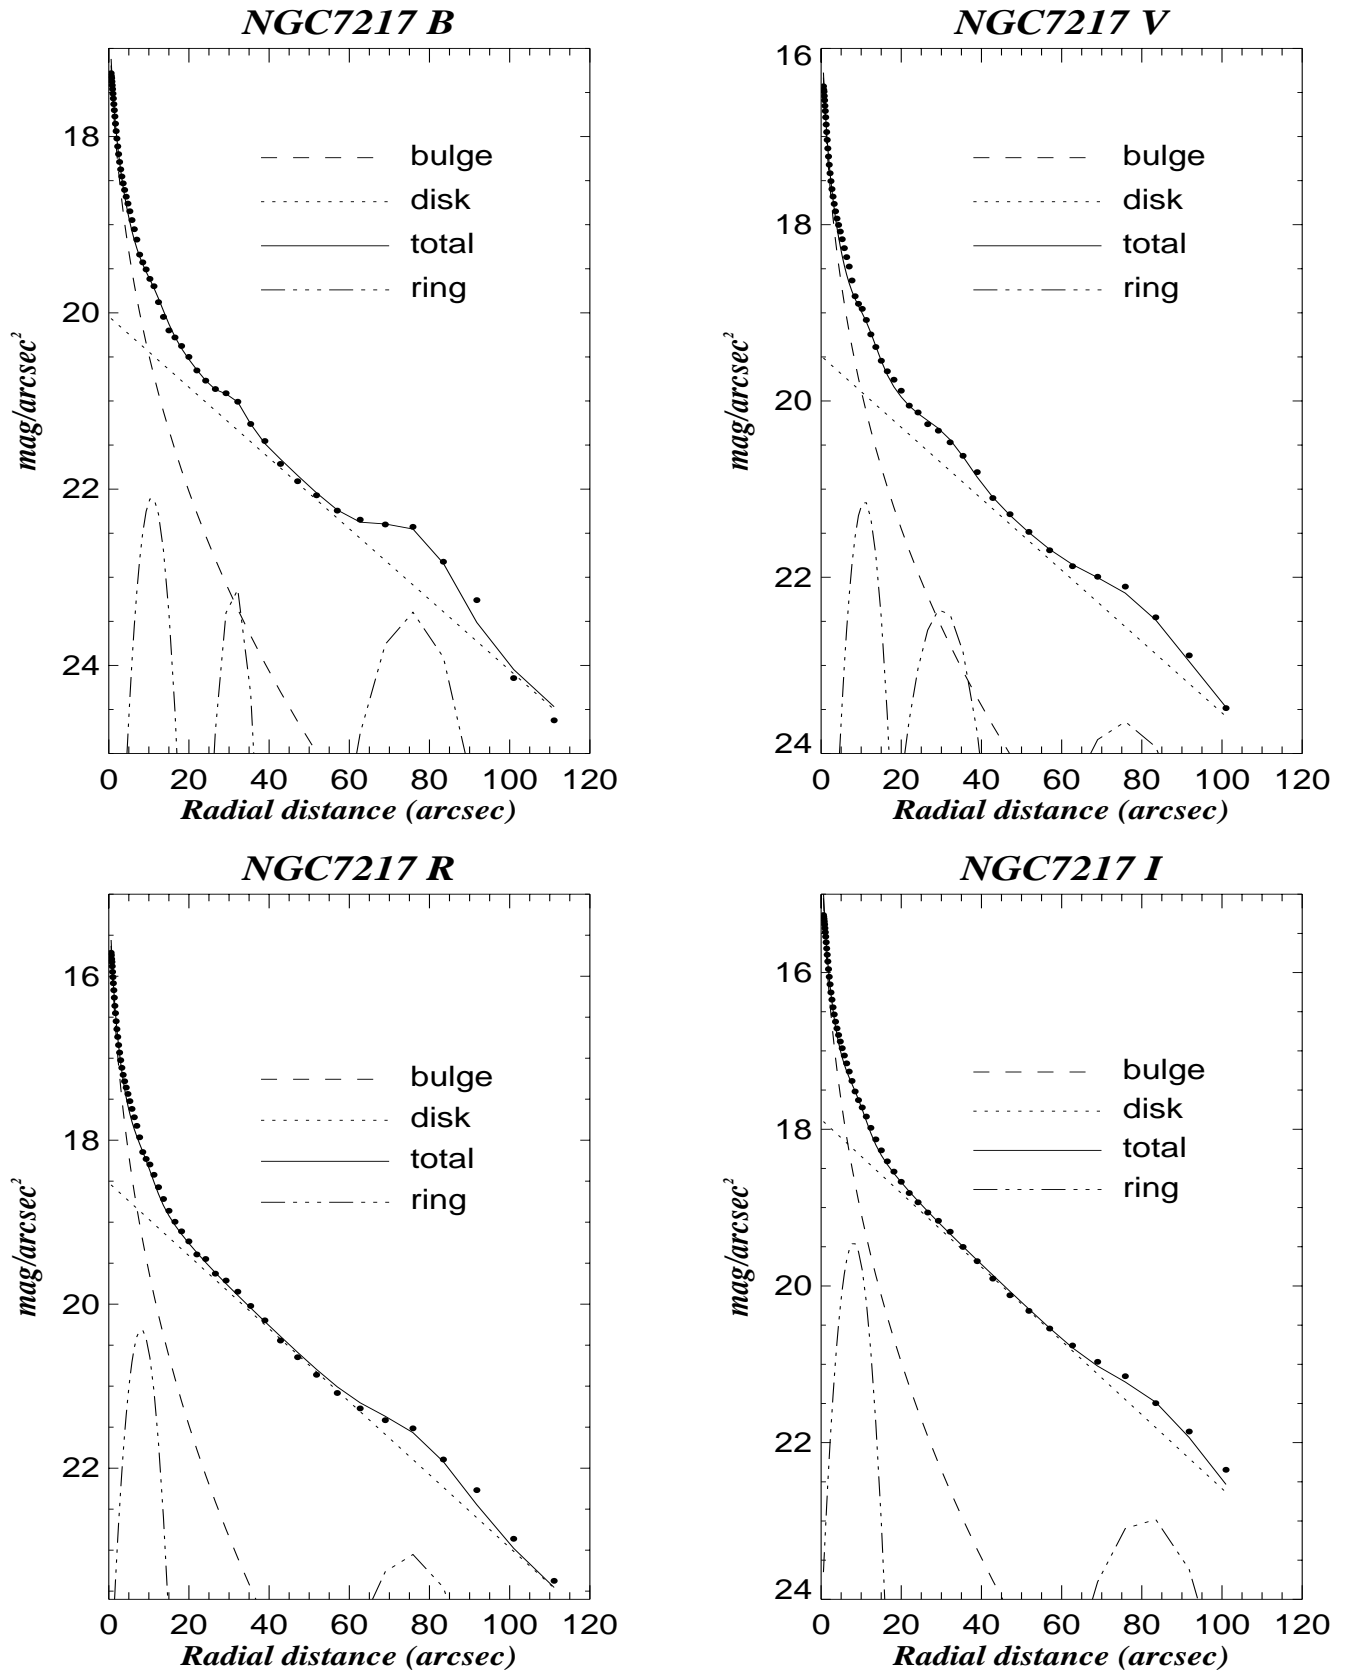 NGC7217 B
18
20
22
24
mag/arcsec²
bulge
disk
total
ring
0 20 40 60 80 100 120
Radial distance (arcsec)
NGC7217 V
16
18
20
22
24
mag/arcsec²
bulge
disk
total
ring
0 20 40 60 80 100 120
Radial distance (arcsec)
NGC7217 R
16
18
20
22
mag/arcsec²
bulge
disk
total
ring
0 20 40 60 80 100 120
Radial distance (arcsec)
NGC7217 I
16
18
20
22
24
mag/arcsec²
bulge
disk
total
ring
0 20 40 60 80 100 120
Radial distance (arcsec)